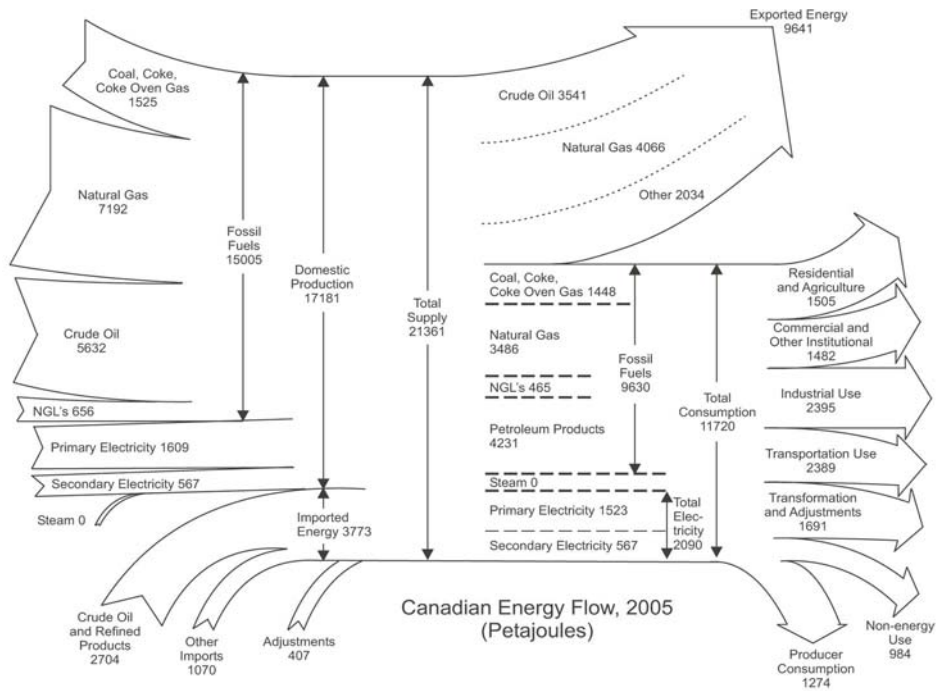 Exported Energy
9641
Coal, Coke,
Coke Oven Gas
1525
Natural Gas
7192
Crude Oil
5632
NGL's 656
Primary Electricity 1609
Secondary Electricity 567
Steam 0
Crude Oil
and Refined
Products
2704
Other
Imports
1070
Adjustments
407
Fossil
Fuels
15005
Domestic
Production
17181
Imported
Energy 3773
Total
Supply
21361
Crude Oil 3541
Natural Gas 4066
Other 2034
Coal, Coke,
Coke Oven Gas 1448
Natural Gas
3486
NGL's 465
Petroleum Products
4231
Steam 0
Primary Electricity 1523
Secondary Electricity 567
Fossil
Fuels
9630
Total
Elec-
tricity
2090
Total
Consumption
11720
Residential
and Agriculture
1505
Commercial and
Other Institutional
1482
Industrial Use
2395
Transportation Use
2389
Transformation
and Adjustments
1691
Non-energy
Use
984
Producer
Consumption
1274
Canadian Energy Flow, 2005
(Petajoules)